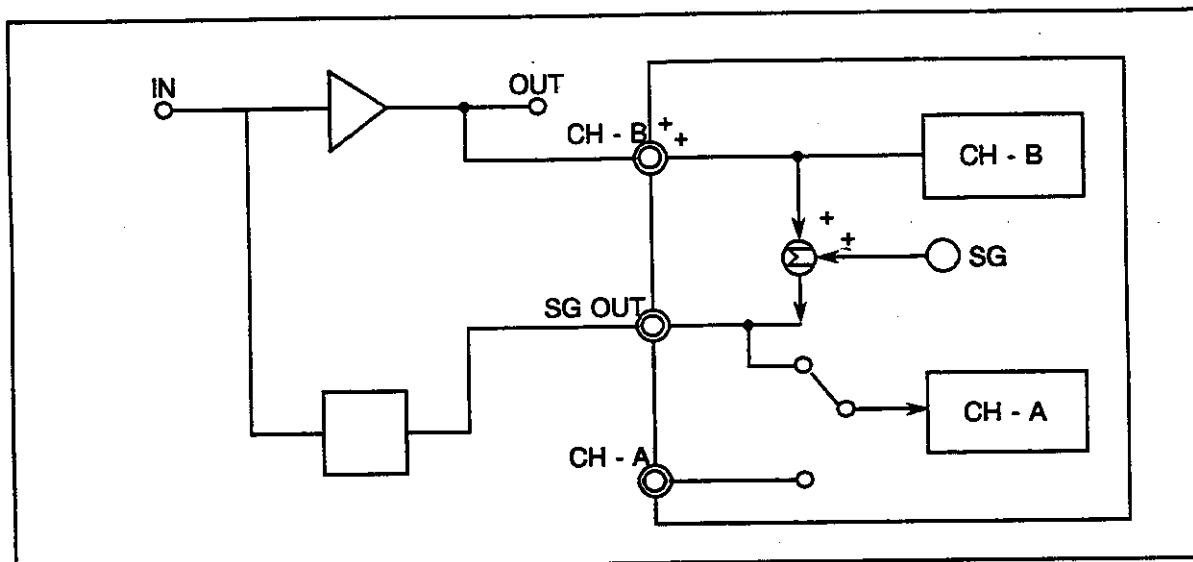 IN
OUT
CH - B
+
+
CH - B
+
+
Σ
SG
SG OUT
CH - A
CH - A